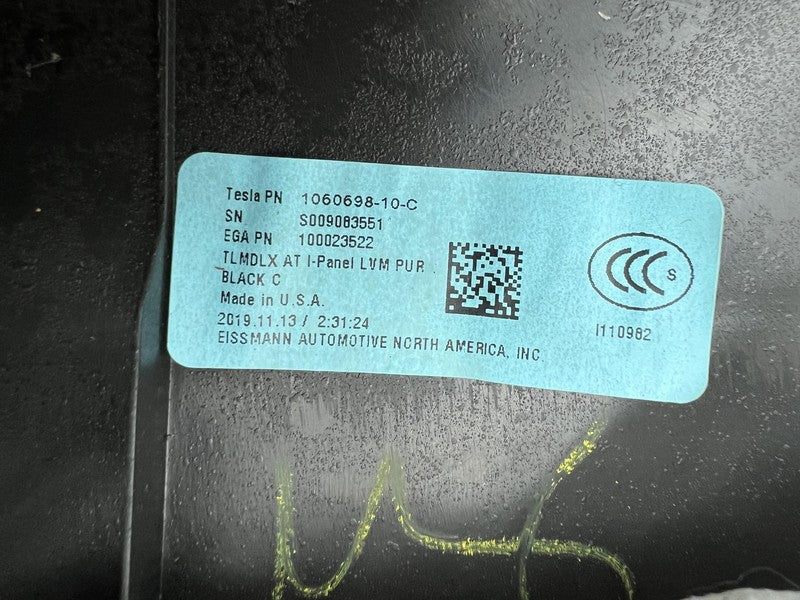 Tesla PN 1060698-10-C
SN S009083551
EGA PN 100023522
TLMDLX AT I-Panel LVM PUR
BLACK C
Made in U.S.A.
2019.11.13 / 2:31:24
EISSMANN AUTOMOTIVE NORTH AMERICA, INC.
CCC S
I110982